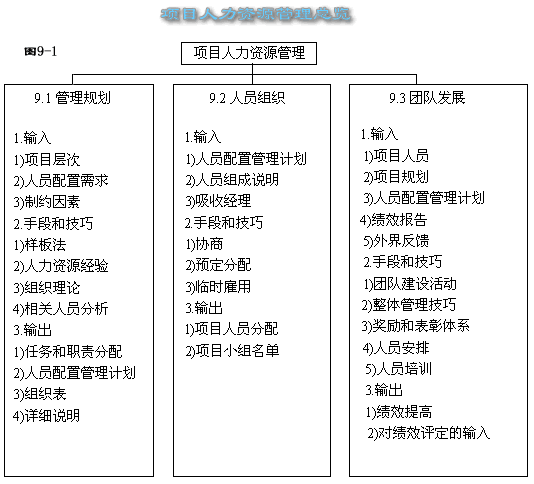 项目人力资源管理总览
图9-1
项目人力资源管理
9.1 管理规划
1.输入
1)项目层次
2)人员配置需求
3)制约因素
2.手段和技巧
1)样板法
2)人力资源经验
3)组织理论
4)相关人员分析
3.输出
1)任务和职责分配
2)人员配置管理计划
3)组织表
4)详细说明
9.2 人员组织
1.输入
1)人员配置管理计划
2)人员组成说明
3)吸收经理
2.手段和技巧
1)协商
2)预定分配
3)临时雇用
3.输出
1)项目人员分配
2)项目小组名单
9.3 团队发展
1.输入
1)项目人员
2)项目规划
3)人员配置管理计划
4)绩效报告
5)外界反馈
2.手段和技巧
1)团队建设活动
2)整体管理技巧
3)奖励和表彰体系
4)人员安排
5)人员培训
3.输出
1)绩效提高
2)对绩效评定的输入